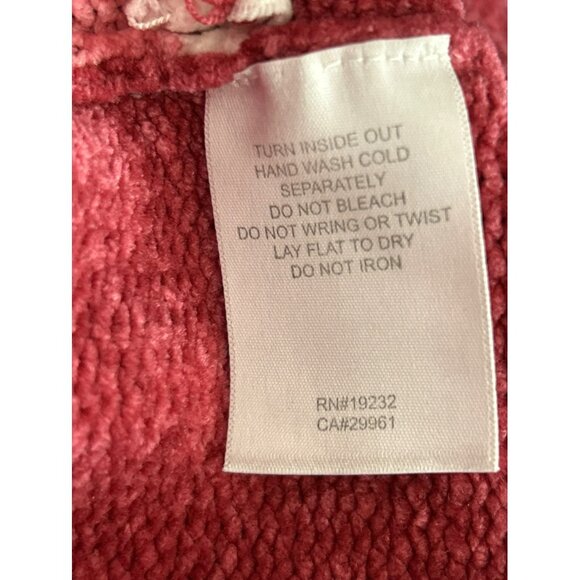 TURN INSIDE OUT
HAND WASH COLD
SEPARATELY
DO NOT BLEACH
DO NOT WRING OR TWIST
LAY FLAT TO DRY
DO NOT IRON
RN#19232
CA#29961